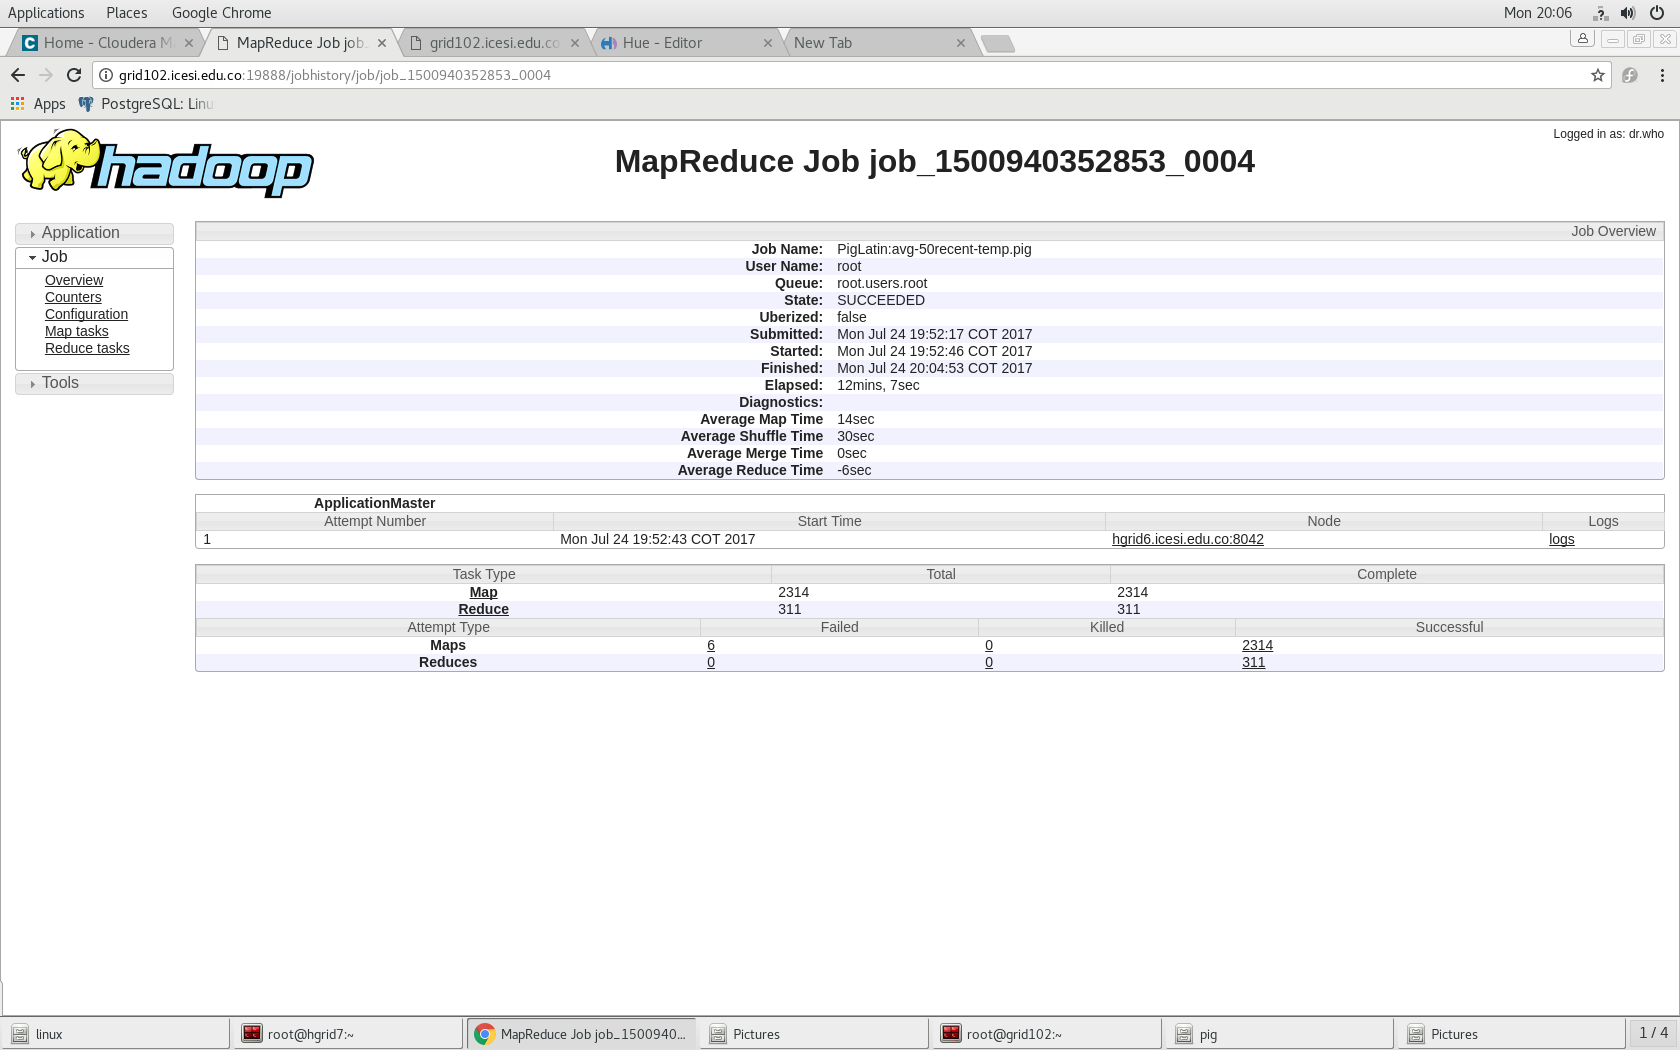 Applications Places Google Chrome Mon 20:06
Home - Cloudera M MapReduce Job job. grid102.icesi.edu.co Hue - Editor New Tab
grid102.icesi.edu.co:19888/jobhistory/job/job_1500940352853_0004
Apps PostgreSQL: Linu
Logged in as: dr.who
hadoop
MapReduce Job job_1500940352853_0004
Application
Job
Overview
Counters
Configuration
Map tasks
Reduce tasks
Tools
Job Overview
Job Name: PigLatin:avg-50recent-temp.pig
User Name: root
Queue: root.users.root
State: SUCCEEDED
Uberized: false
Submitted: Mon Jul 24 19:52:17 COT 2017
Started: Mon Jul 24 19:52:46 COT 2017
Finished: Mon Jul 24 20:04:53 COT 2017
Elapsed: 12mins, 7sec
Diagnostics:
Average Map Time 14sec
Average Shuffle Time 30sec
Average Merge Time 0sec
Average Reduce Time -6sec
ApplicationMaster
Attempt Number Start Time Node Logs
1 Mon Jul 24 19:52:43 COT 2017 hgrid6.icesi.edu.co:8042 logs
Task Type Total Complete
Map 2314 2314
Reduce 311 311
Attempt Type Failed Killed Successful
Maps 6 0 2314
Reduces 0 0 311
linux root@hgrid7:~ MapReduce Job job_1500940... Pictures root@grid102:~ pig Pictures 1 / 4